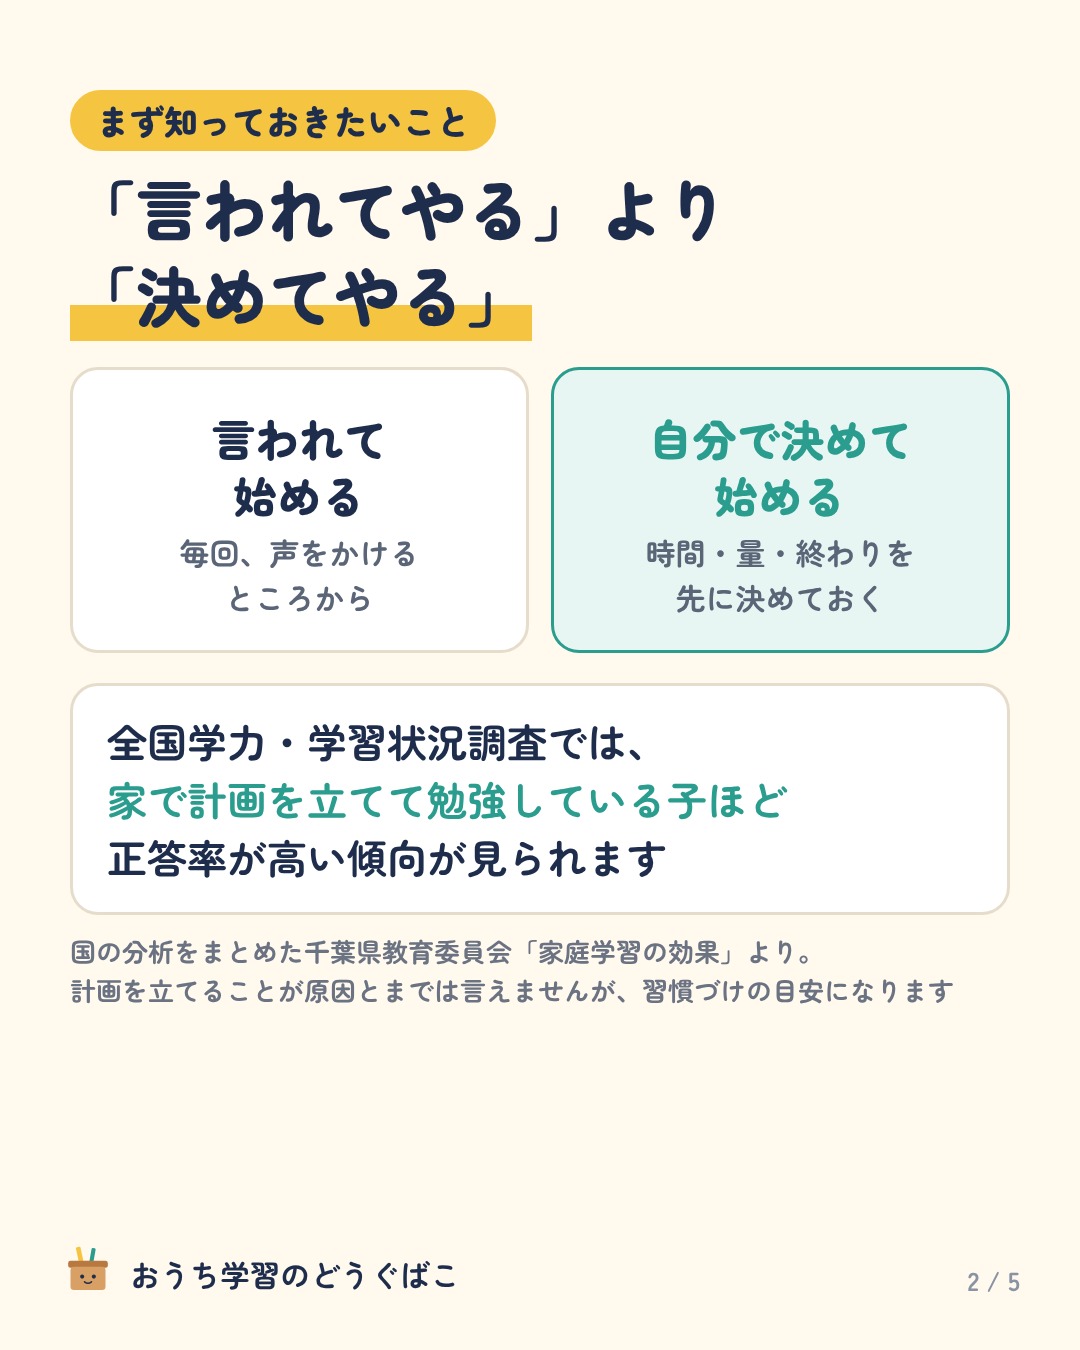 まず知っておきたいこと
「言われてやる」より
「決めてやる」
言われて
始める
毎回、声をかける
ところから
自分で決めて
始める
時間・量・終わりを
先に決めておく
全国学力・学習状況調査では、
家で計画を立てて勉強している子ほど
正答率が高い傾向が見られます
国の分析をまとめた千葉県教育委員会「家庭学習の効果」より。
計画を立てることが原因とまでは言えませんが、習慣づけの目安になります
おうち学習のどうぐばこ
2 / 5